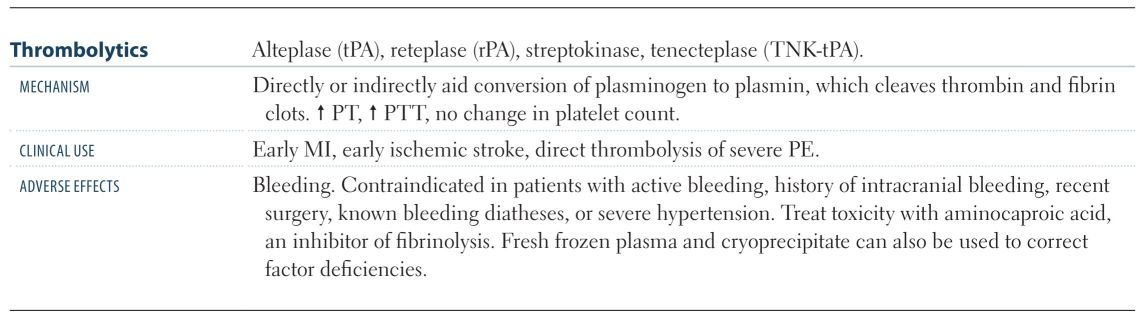 Thrombolytics Alteplase (tPA), reteplase (rPA), streptokinase, tenecteplase (TNK-tPA).
MECHANISM Directly or indirectly aid conversion of plasminogen to plasmin, which cleaves thrombin and fibrin
clots. ↑ PT, ↑ PTT, no change in platelet count.
CLINICAL USE Early MI, early ischemic stroke, direct thrombolysis of severe PE.
ADVERSE EFFECTS Bleeding. Contraindicated in patients with active bleeding, history of intracranial bleeding, recent
surgery, known bleeding diatheses, or severe hypertension. Treat toxicity with aminocaproic acid,
an inhibitor of fibrinolysis. Fresh frozen plasma and cryoprecipitate can also be used to correct
factor deficiencies.